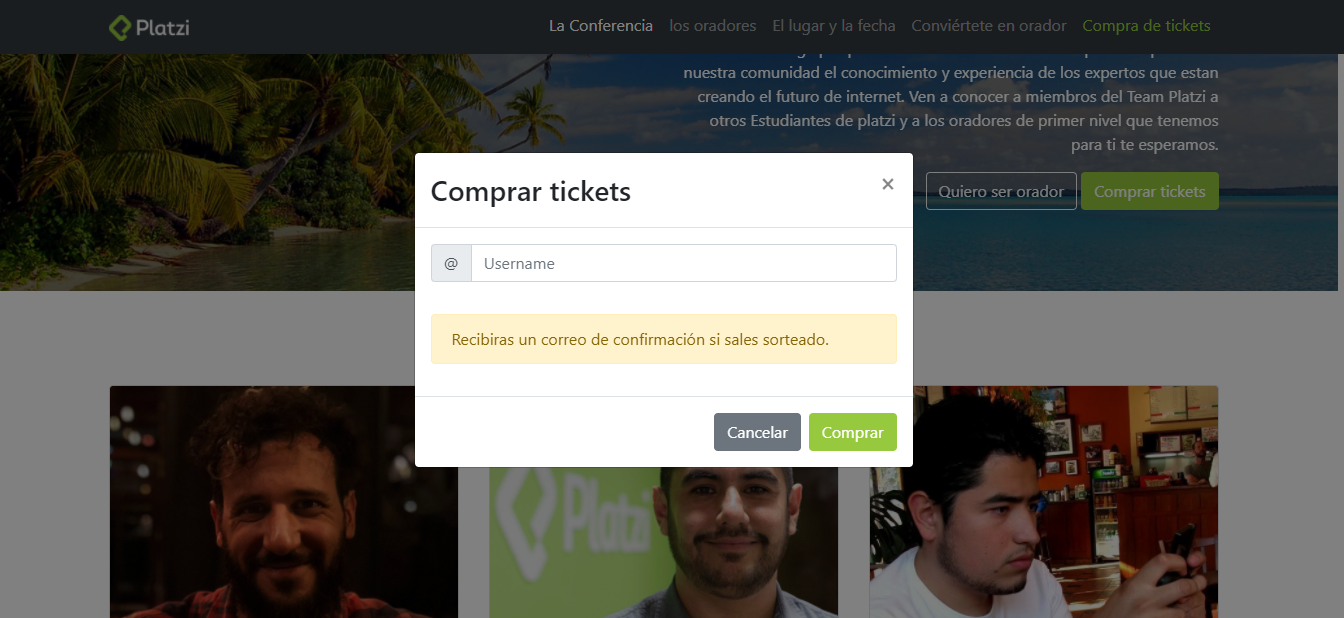 Platzi
La Conferencia
los oradores
El lugar y la fecha
Conviértete en orador
Compra de tickets
nuestra comunidad el conocimiento y experiencia de los expertos que estan
creando el futuro de internet. Ven a conocer a miembros del Team Platzi a
otros Estudiantes de platzi y a los oradores de primer nivel que tenemos
para ti te esperamos.
Quiero ser orador
Comprar tickets
Comprar tickets
×
@
Username
Recibiras un correo de confirmación si sales sorteado.
Cancelar
Comprar
Platzi